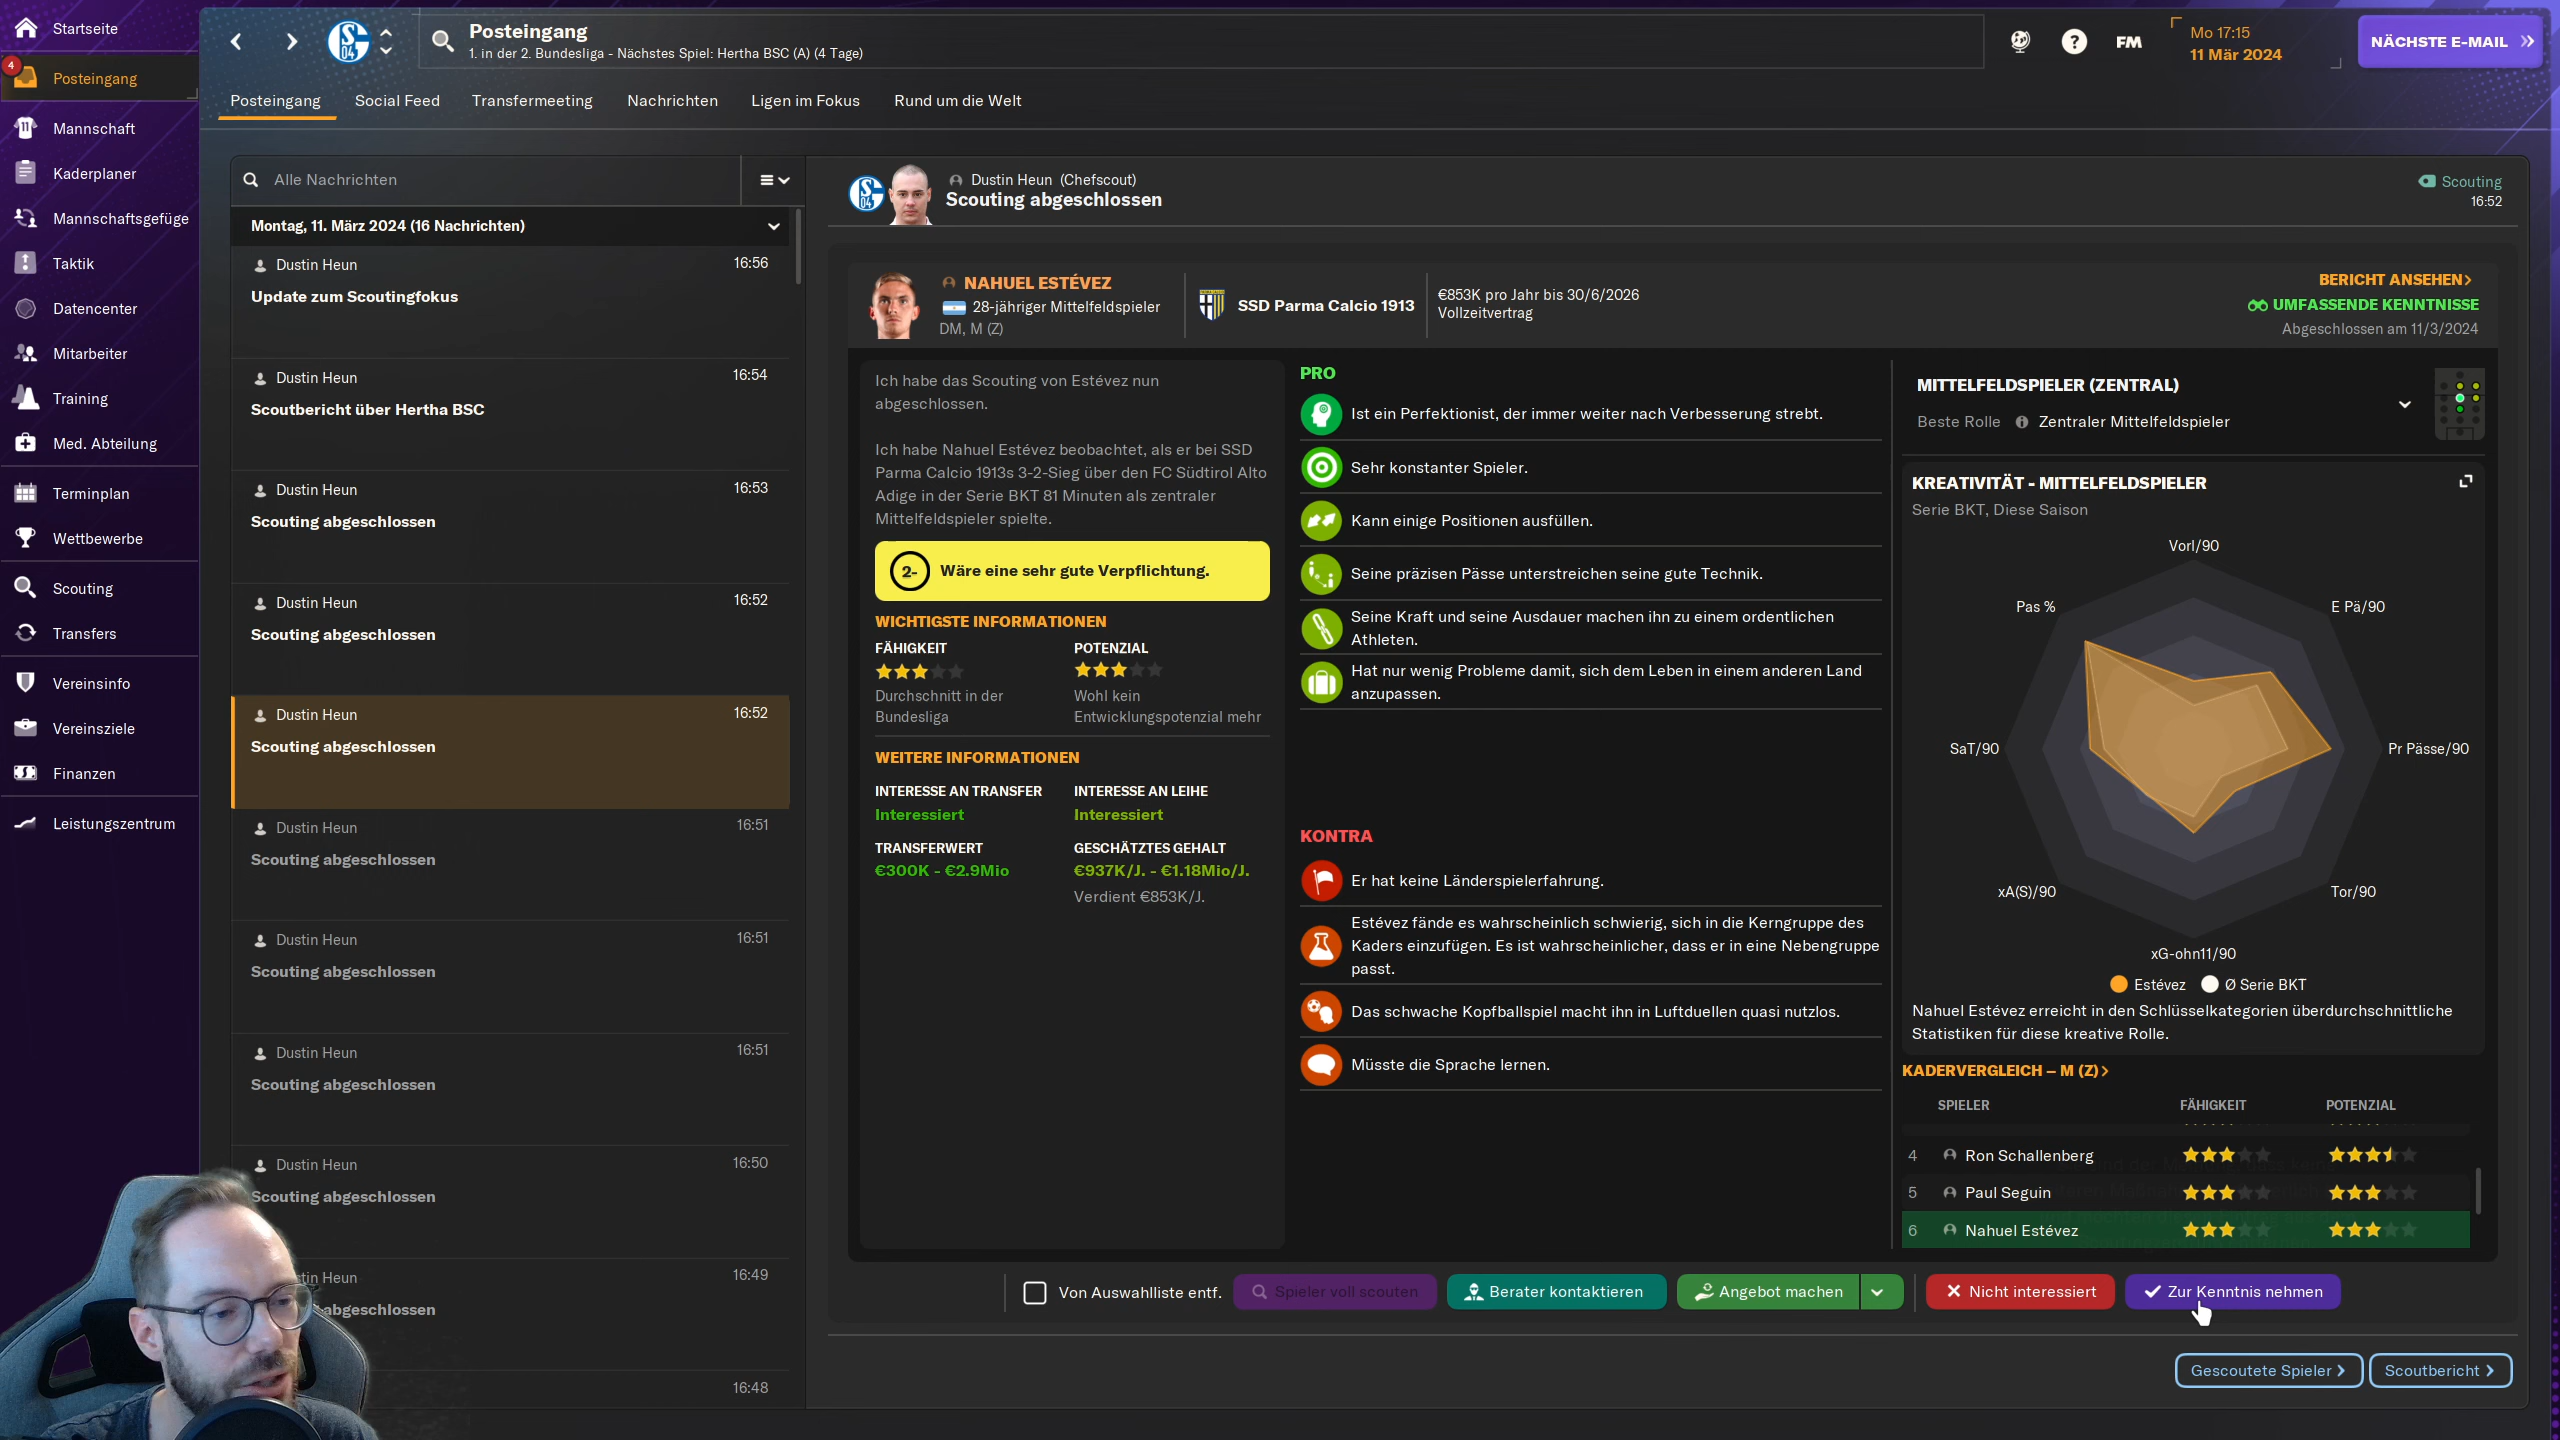 Startseite
4
Posteingang
Mannschaft
Kaderplaner
Mannschaftsgefüge
Taktik
Datencenter
Mitarbeiter
Training
Med. Abteilung
Terminplan
Wettbewerbe
Scouting
Transfers
Vereinsinfo
Vereinsziele
Finanzen
Leistungszentrum
Posteingang
1. in der 2. Bundesliga - Nächstes Spiel: Hertha BSC (A) (4 Tage)
FM
Mo 17:15
11 Mär 2024
NÄCHSTE E-MAIL
Posteingang
Social Feed
Transfermeeting
Nachrichten
Ligen im Fokus
Rund um die Welt
Alle Nachrichten
Montag, 11. März 2024 (16 Nachrichten)
Dustin Heun 16:56
Update zum Scoutingfokus
Dustin Heun 16:54
Scoutbericht über Hertha BSC
Dustin Heun 16:53
Scouting abgeschlossen
Dustin Heun 16:52
Scouting abgeschlossen
Dustin Heun 16:52
Scouting abgeschlossen
Dustin Heun 16:51
Scouting abgeschlossen
Dustin Heun 16:51
Scouting abgeschlossen
Dustin Heun 16:51
Scouting abgeschlossen
Dustin Heun 16:50
Scouting abgeschlossen
stin Heun 16:49
abgeschlossen
16:48
Dustin Heun (Chefscout)
Scouting abgeschlossen
Scouting
16:52
NAHUEL ESTÉVEZ
28-jähriger Mittelfeldspieler
DM, M (Z)
SSD Parma Calcio 1913
€853K pro Jahr bis 30/6/2026
Vollzeitvertrag
BERICHT ANSEHEN>
UMFASSENDE KENNTNISSE
Abgeschlossen am 11/3/2024
Ich habe das Scouting von Estévez nun
abgeschlossen.
Ich habe Nahuel Estévez beobachtet, als er bei SSD
Parma Calcio 1913s 3-2-Sieg über den FC Südtirol Alto
Adige in der Serie BKT 81 Minuten als zentraler
Mittelfeldspieler spielte.
2- Wäre eine sehr gute Verpflichtung.
WICHTIGSTE INFORMATIONEN
FÄHIGKEIT
Durchschnitt in der
Bundesliga
POTENZIAL
Wohl kein
Entwicklungspotenzial mehr
WEITERE INFORMATIONEN
INTERESSE AN TRANSFER
Interessiert
INTERESSE AN LEIHE
Interessiert
TRANSFERWERT
€300K - €2.9Mio
GESCHÄTZTES GEHALT
€937K/J. - €1.18Mio/J.
Verdient €853K/J.
PRO
Ist ein Perfektionist, der immer weiter nach Verbesserung strebt.
Sehr konstanter Spieler.
Kann einige Positionen ausfüllen.
Seine präzisen Pässe unterstreichen seine gute Technik.
Seine Kraft und seine Ausdauer machen ihn zu einem ordentlichen
Athleten.
Hat nur wenig Probleme damit, sich dem Leben in einem anderen Land
anzupassen.
KONTRA
Er hat keine Länderspielerfahrung.
Estévez fände es wahrscheinlich schwierig, sich in die Kerngruppe des
Kaders einzufügen. Es ist wahrscheinlicher, dass er in eine Nebengruppe
passt.
Das schwache Kopfballspiel macht ihn in Luftduellen quasi nutzlos.
Müsste die Sprache lernen.
MITTELFELDSPIELER (ZENTRAL)
Beste Rolle Zentraler Mittelfeldspieler
KREATIVITÄT - MITTELFELDSPIELER
Serie BKT, Diese Saison
Vorl/90
E Pä/90
Pr Pässe/90
Tor/90
xG-ohn11/90
xA(S)/90
SaT/90
Pas %
Estévez
Ø Serie BKT
Nahuel Estévez erreicht in den Schlüsselkategorien überdurchschnittliche
Statistiken für diese kreative Rolle.
KADERVERGLEICH – M (Z)>
SPIELER FÄHIGKEIT POTENZIAL
4 Ron Schallenberg
5 Paul Seguin
6 Nahuel Estévez
Von Auswahlliste entf.
Spieler voll scouten
Berater kontaktieren
Angebot machen
Nicht interessiert
Zur Kenntnis nehmen
Gescoutete Spieler >
Scoutbericht >